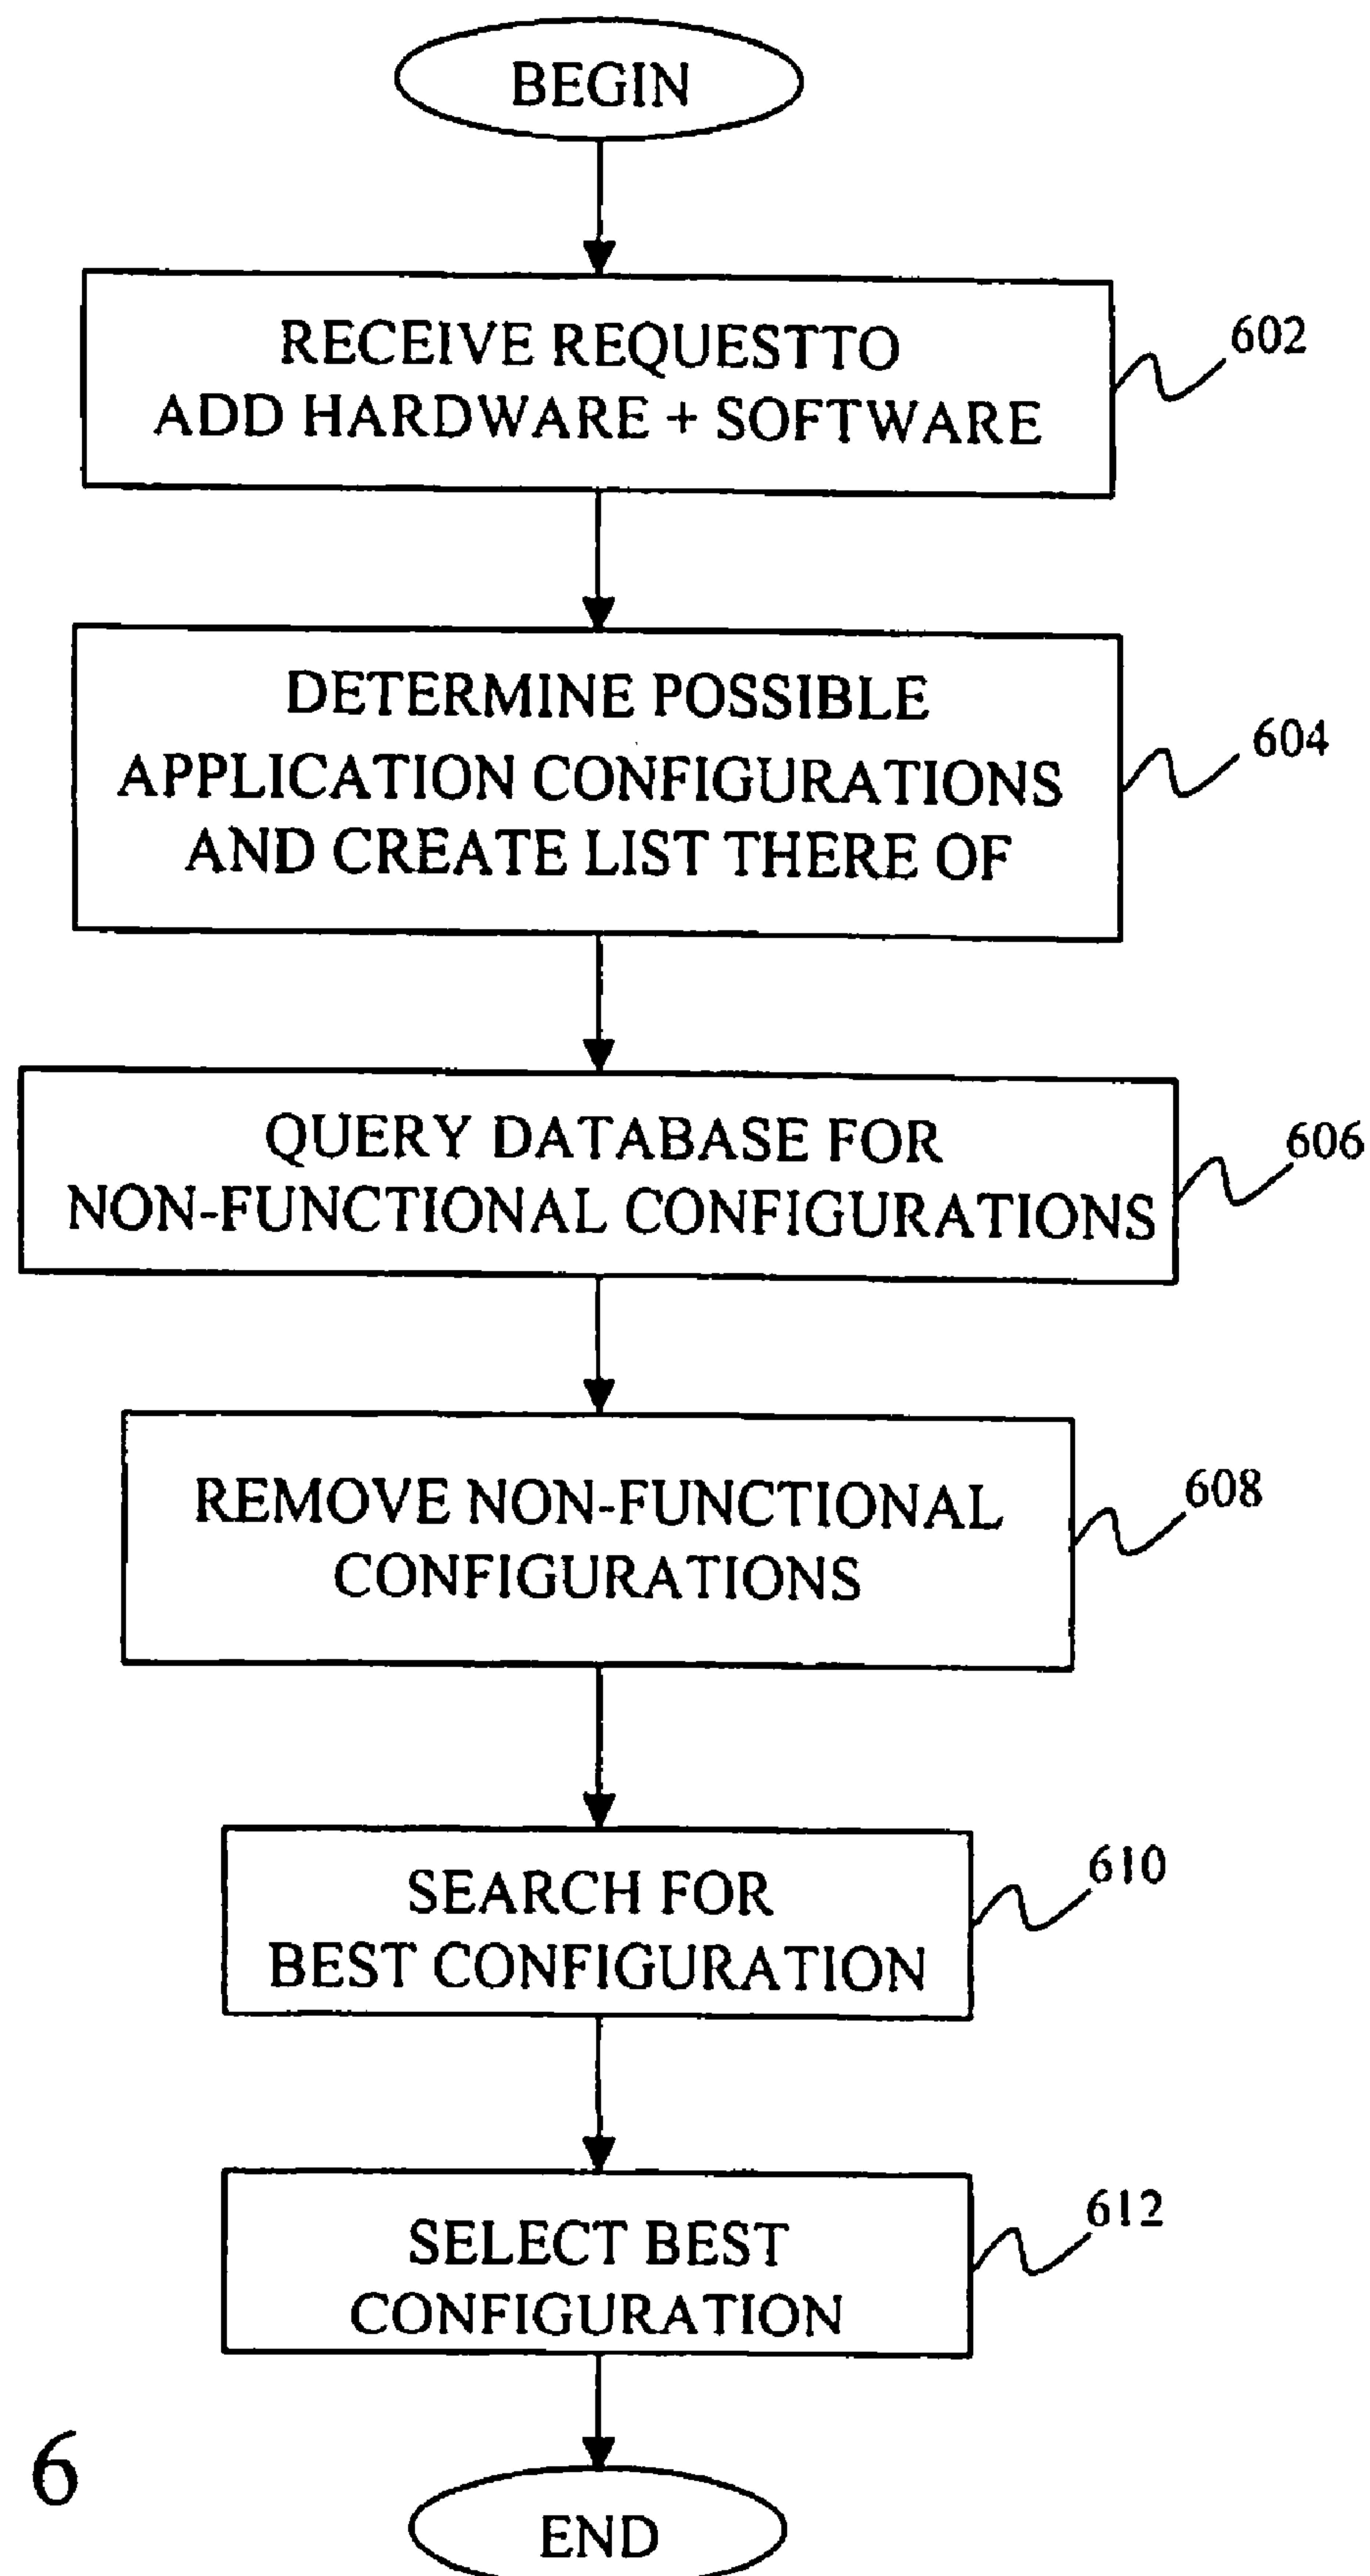 BEGIN
RECEIVE REQUESTTO
ADD HARDWARE + SOFTWARE
602
DETERMINE POSSIBLE
APPLICATION CONFIGURATIONS
AND CREATE LIST THERE OF
604
QUERY DATABASE FOR
NON-FUNCTIONAL CONFIGURATIONS
606
REMOVE NON-FUNCTIONAL
CONFIGURATIONS
608
SEARCH FOR
BEST CONFIGURATION
610
SELECT BEST
CONFIGURATION
612
6
END